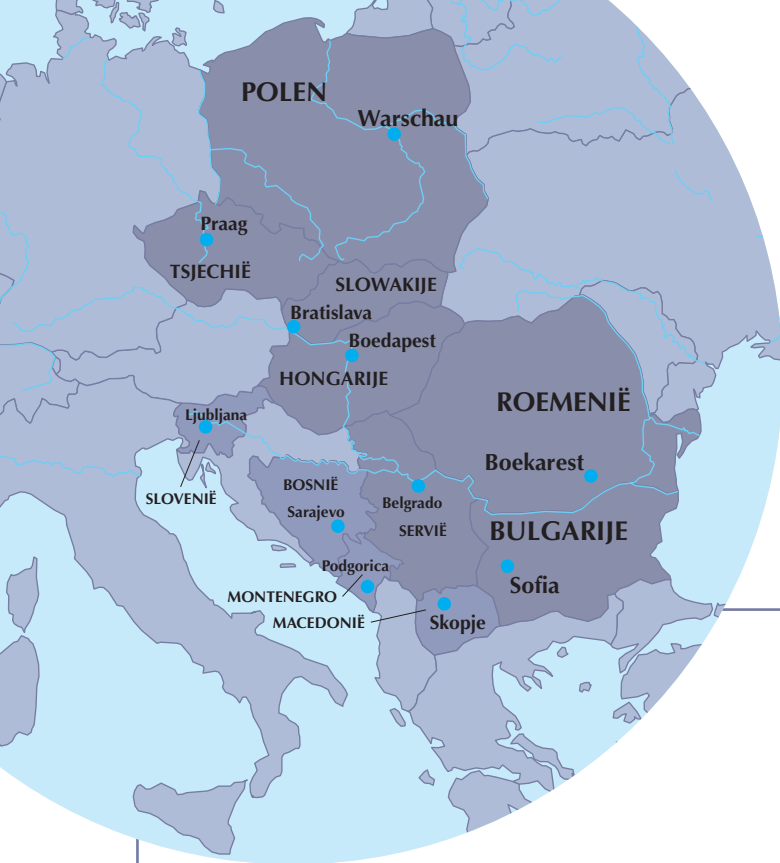 POLEN
Warschau
Praag
TSJECHIË
SLOWAKIJE
Bratislava
Boedapest
HONGARIJE
ROEMENIË
Ljubljana
Boekarest
SLOVENIË
BOSNIË
Sarajevo
Belgrado
SERVIË
BULGARIJE
Podgorica
Sofia
MONTENEGRO
MACEDONIË
Skopje